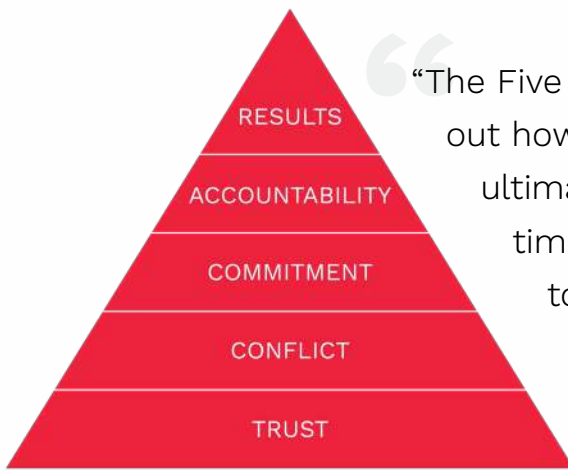 RESULTS
ACCOUNTABILITY
COMMITMENT
CONFLICT
TRUST
“The Five
out how